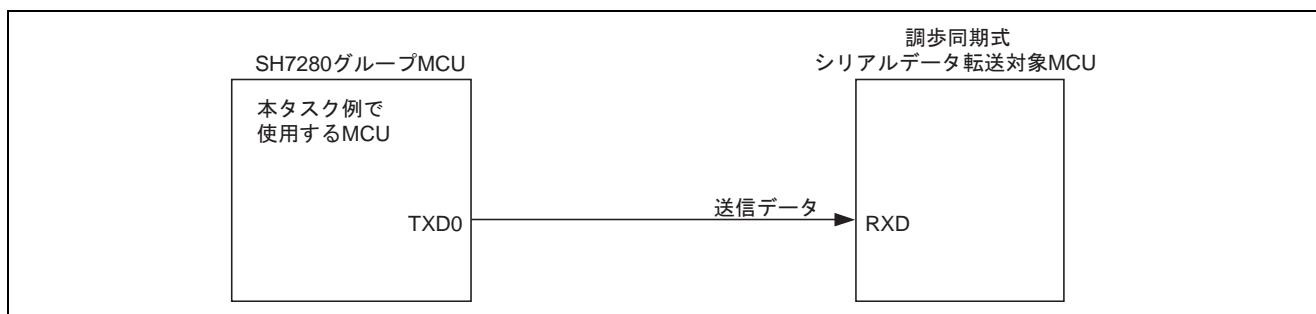 SH7280グループMCU
本タスク例で
使用するMCU
TXD0
送信データ
調歩同期式
シリアルデータ転送対象MCU
RXD